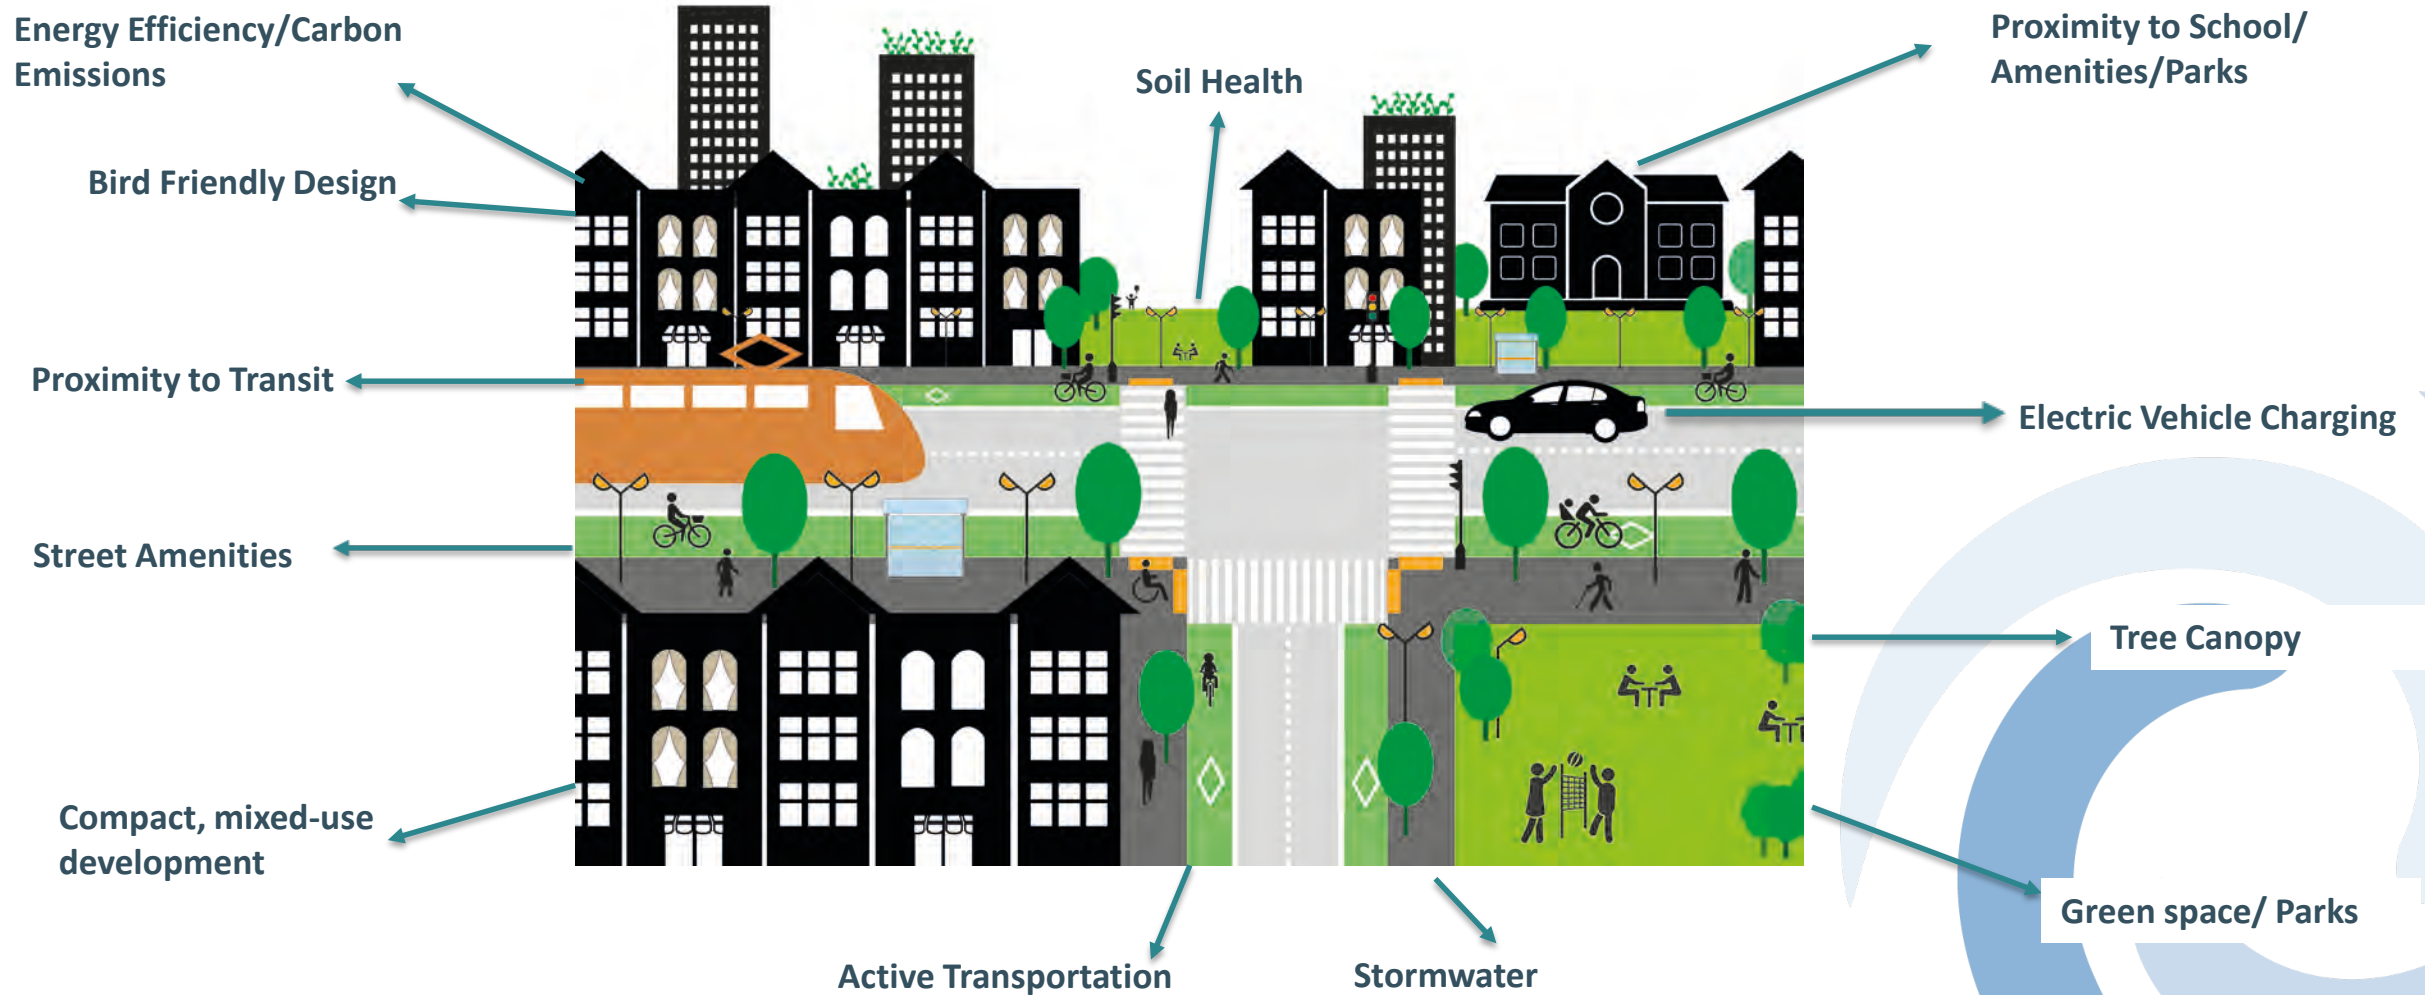 Energy Efficiency/Carbon
Emissions
Soil Health
Proximity to School/
Amenities/Parks
Bird Friendly Design
Proximity to Transit
Electric Vehicle Charging
Street Amenities
Tree Canopy
Compact, mixed-use
development
Green space/ Parks
Active Transportation
Stormwater